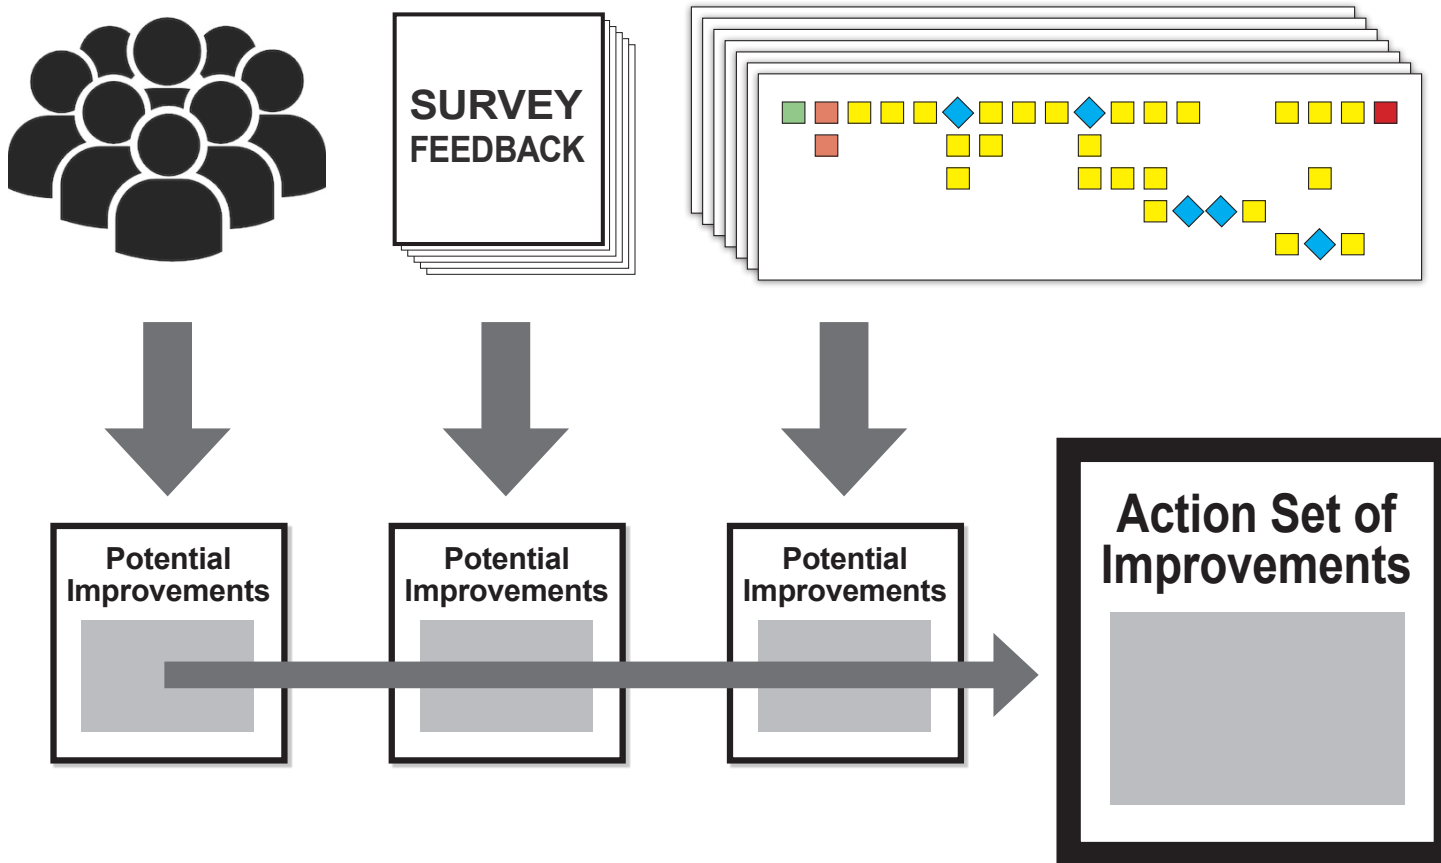 SURVEY
FEEDBACK
Potential
Improvements
Potential
Improvements
Potential
Improvements
Action Set of
Improvements